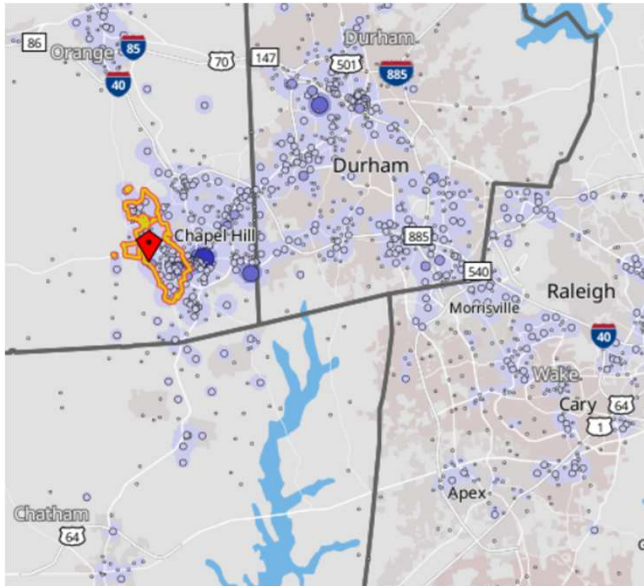 Durham
86
Orange
85
501
147
70
885
40
Durham
Chapel Hill
885
540
Raleigh
Morrisville
40
Wake
64
Cary
1
Apex
Chatham
64